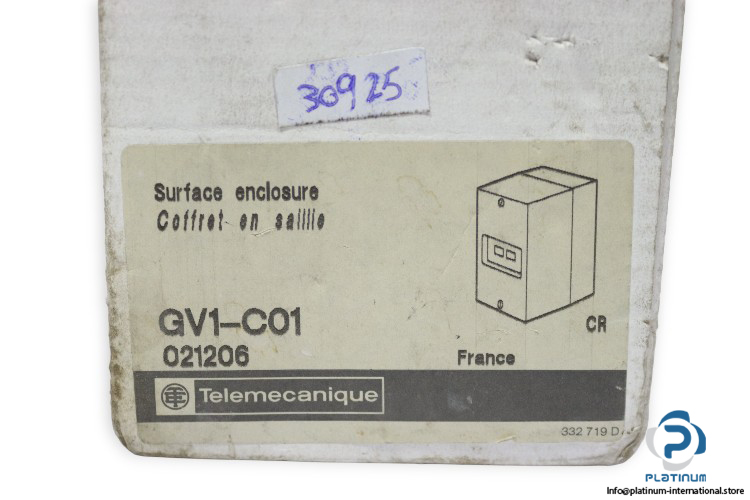 30925
Surface enclosure
Coffret en saillie
GV1-C01
021206
CR
France
Telemecanique
332 719 D
PLATINUM
Info@platinum-international.store